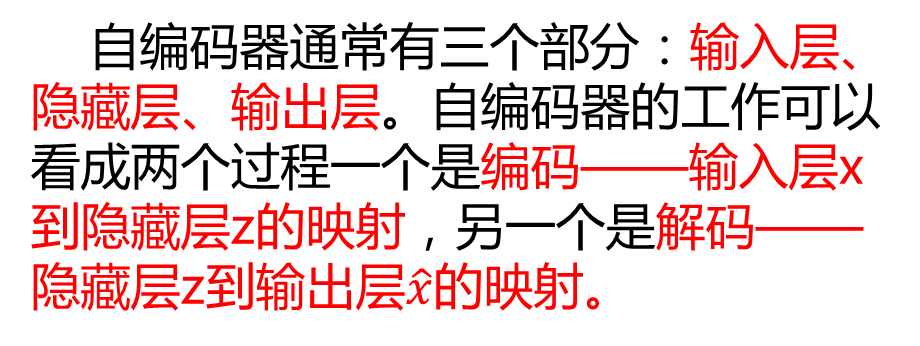 自编码器通常有三个部分：输入层、
隐藏层、输出层。自编码器的工作可以
看成两个过程一个是编码——输入层x
到隐藏层z的映射，另一个是解码——
隐藏层z到输出层x̂的映射。